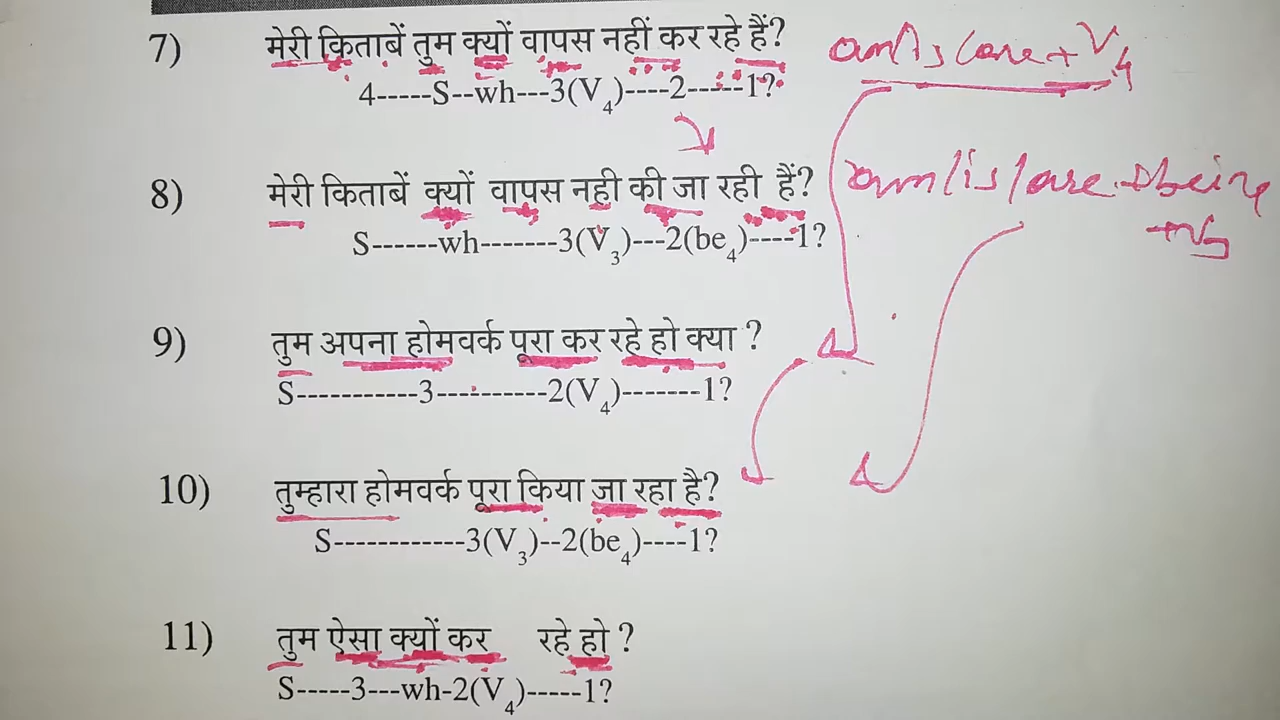 7) मेरी किताबें तुम क्यों वापस नहीं कर रहे हैं?
4-----S--wh---3(V4)----2------1?
am/is/are+V4
8) मेरी किताबें क्यों वापस नही की जा रही हैं?
S------wh-------3(V3)---2(be4)----1?
am/is/are+being
+V3
9) तुम अपना होमवर्क पूरा कर रहे हो क्या ?
S-----------3-----------2(V4)-------1?
10) तुम्हारा होमवर्क पूरा किया जा रहा है?
S------------3(V3)--2(be4)----1?
11) तुम ऐसा क्यों कर रहे हो ?
S-----3---wh-2(V4)-----1?